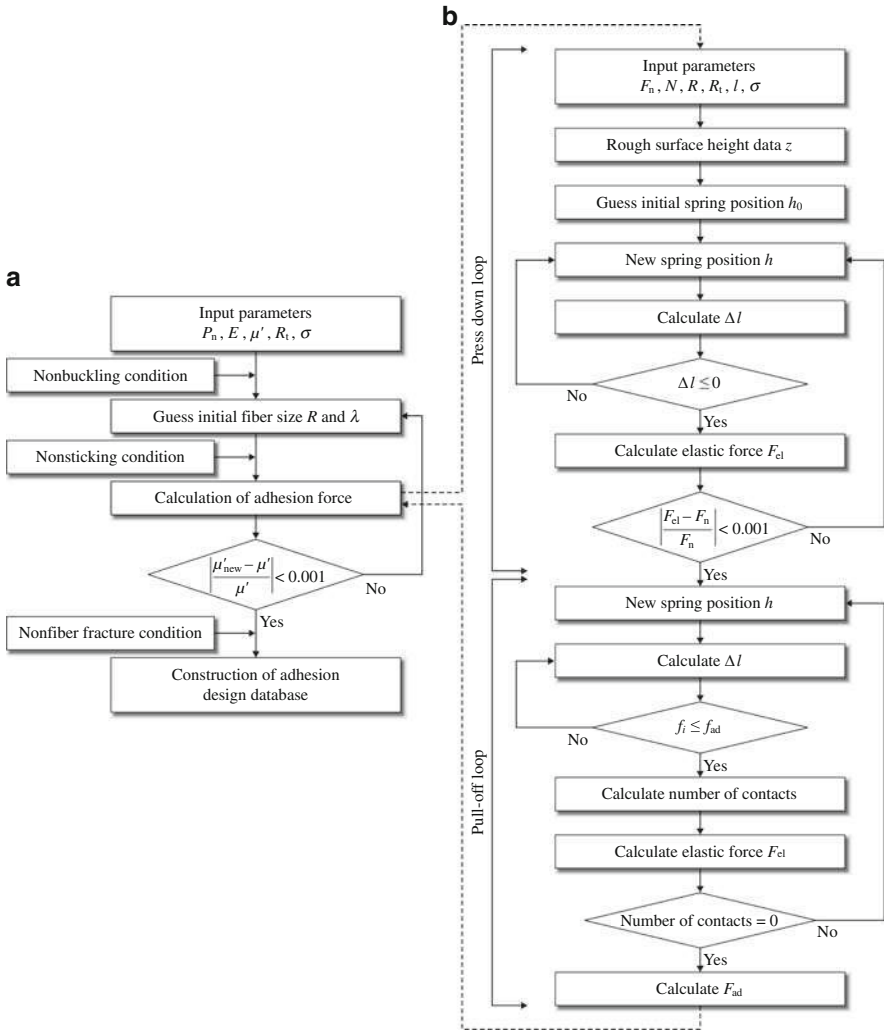 a
Input parameters
Pn, E, μ′, Rt, σ
Nonbuckling condition
Guess initial fiber size R and λ
Nonsticking condition
Calculation of adhesion force
|μ′new − μ′ / μ′| < 0.001
No
Yes
Nonfiber fracture condition
Construction of adhesion
design database
b
Press down loop
Pull-off loop
Input parameters
Fn, N, R, Rt, l, σ
Rough surface height data z
Guess initial spring position h0
New spring position h
Calculate Δl
Δl ≤ 0
No
Yes
Calculate elastic force Fel
|Fel − Fn / Fn| < 0.001
No
Yes
New spring position h
Calculate Δl
fi ≤ fad
No
Yes
Calculate number of contacts
Calculate elastic force Fel
Number of contacts = 0
No
Yes
Calculate Fad